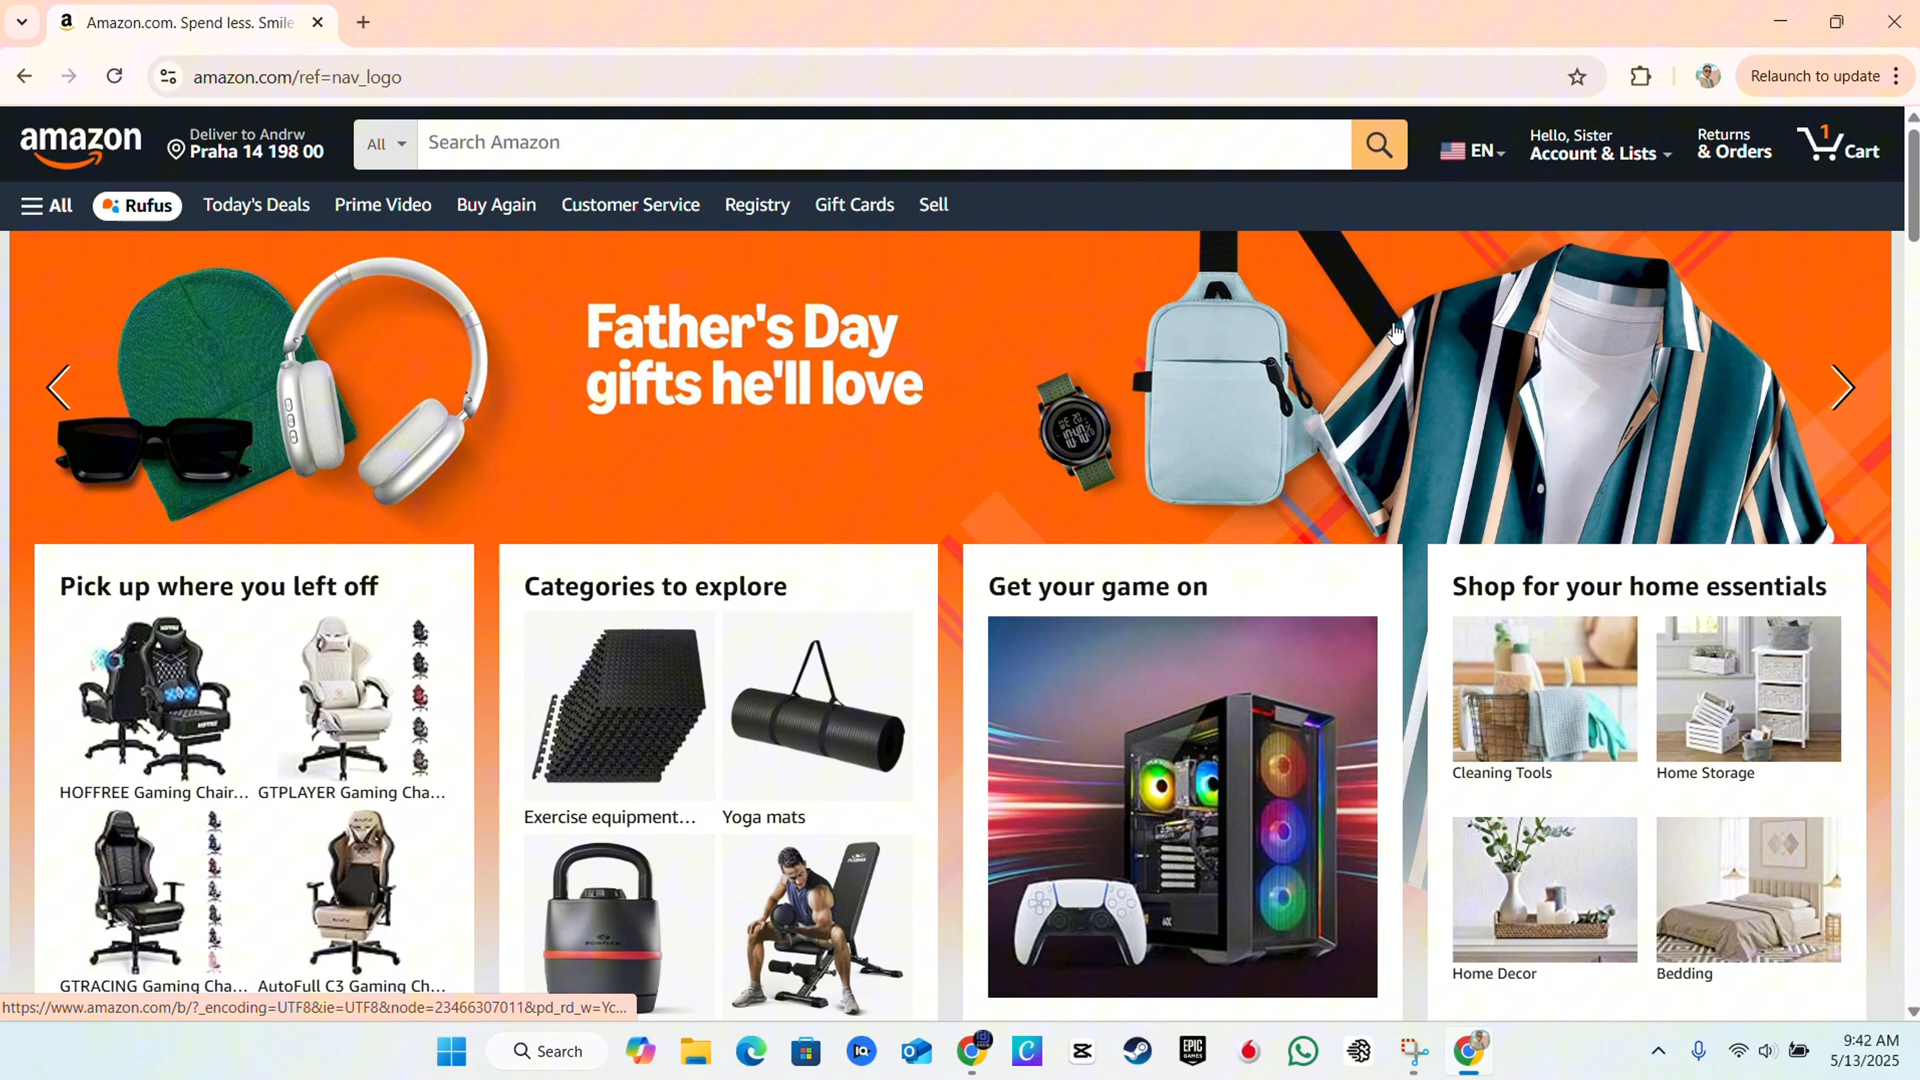 Amazon.com. Spend less. Smile
amazon.com/ref=nav_logo
Relaunch to update
amazon
Deliver to Andrw
Praha 14 198 00
All
Search Amazon
EN
Hello, Sister
Account & Lists
Returns
& Orders
1
Cart
All
Rufus
Today's Deals
Prime Video
Buy Again
Customer Service
Registry
Gift Cards
Sell
Father's Day
gifts he'll love
Pick up where you left off
HOFFREE Gaming Chair...
GTPLAYER Gaming Cha...
GTRACING Gaming Cha...
AutoFull C3 Gaming Ch...
Categories to explore
Exercise equipment...
Yoga mats
BOWFLEX
Get your game on
Shop for your home essentials
Cleaning Tools
Home Storage
Home Decor
Bedding
https://www.amazon.com/b/?_encoding=UTF8&ie=UTF8&node=23466307011&pd_rd_w=Yc...
Search
EPIC
GAMES
9:42 AM
5/13/2025